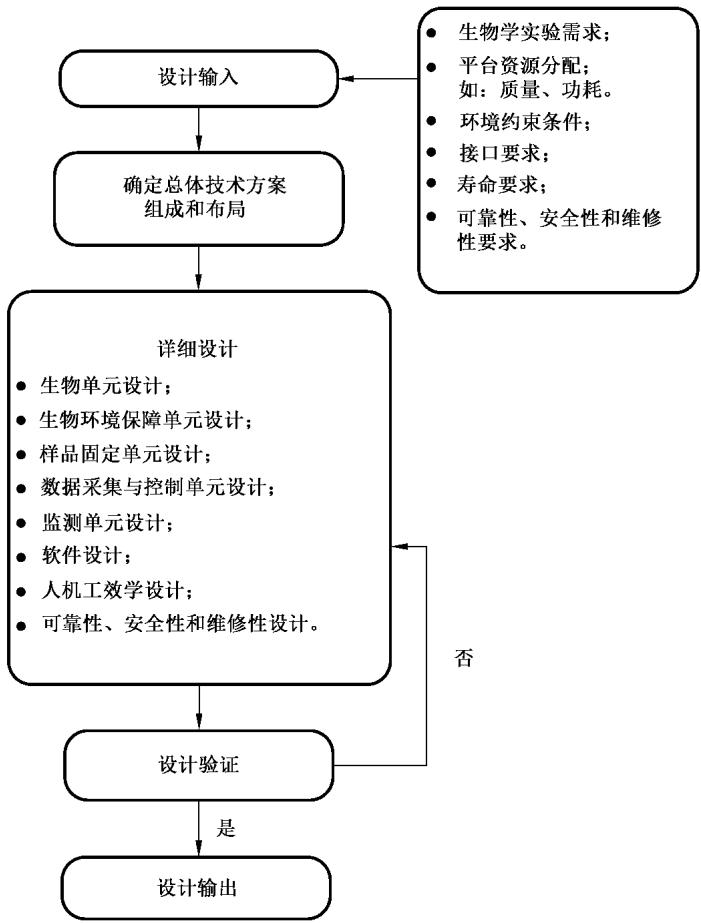 设计输入
生物学实验需求；
平台资源分配；
如：质量、功耗。
环境约束条件；
接口要求；
寿命要求；
可靠性、安全性和维修
性要求。
确定总体技术方案
组成和布局
详细设计
生物单元设计；
生物环境保障单元设计；
样品固定单元设计；
数据采集与控制单元设计；
监测单元设计；
软件设计；
人机工效学设计；
可靠性、安全性和维修性设计。
否
设计验证
是
设计输出